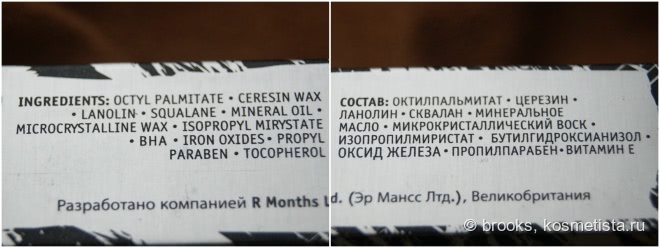 INGREDIENTS: OCTYL PALMITATE • CERESIN WAX
• LANOLIN • SQUALANE • MINERAL OIL •
MICROCRYSTALLINE WAX • ISOPROPYL MIRYSTATE
• BHA • IRON OXIDES • PROPYL
PARABEN • TOCOPHEROL
Разработано компанией R Months Lt
СОСТАВ: ОКТИЛПАЛЬМИТАТ • ЦЕРЕЗИН •
ЛАНОЛИН • СКВАЛАН • МИНЕРАЛЬНОЕ
МАСЛО • МИКРОКРИСТАЛЛИЧЕСКИЙ ВОСК •
ИЗОПРОПИЛМИРИСТАТ • БУТИЛГИДРОКСИАНИЗОЛ •
ОКСИД ЖЕЛЕЗА • ПРОПИЛПАРАБЕН • ВИТАМИН Е
d. (Эр Мансс Лтд.), Великобритания
© brooks, kosmetista.ru